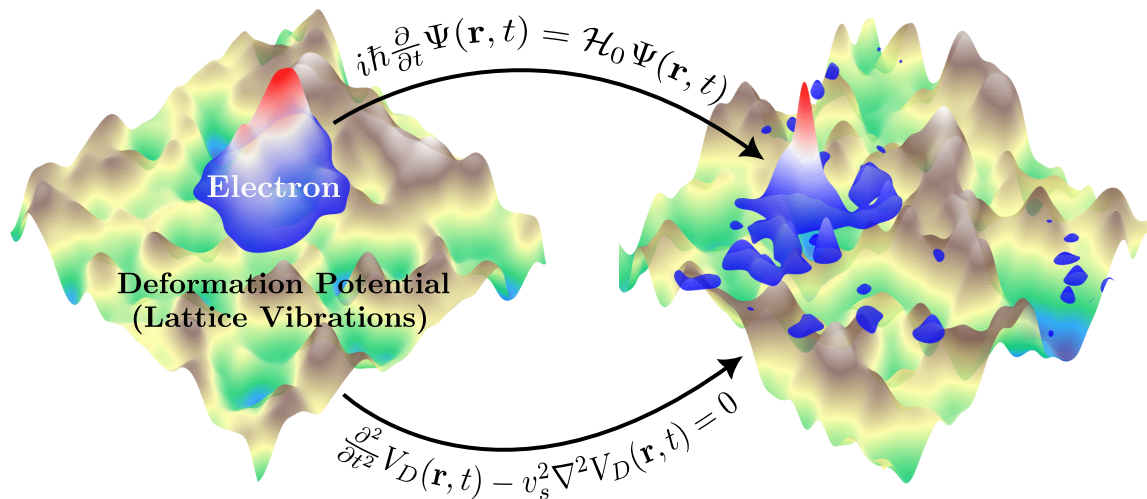 iħ ∂/∂t Ψ(r, t) = ℋ₀ Ψ(r, t)
Electron
Deformation Potential
(Lattice Vibrations)
∂²/∂t² V_D(r, t) − v_s² ∇² V_D(r, t) = 0